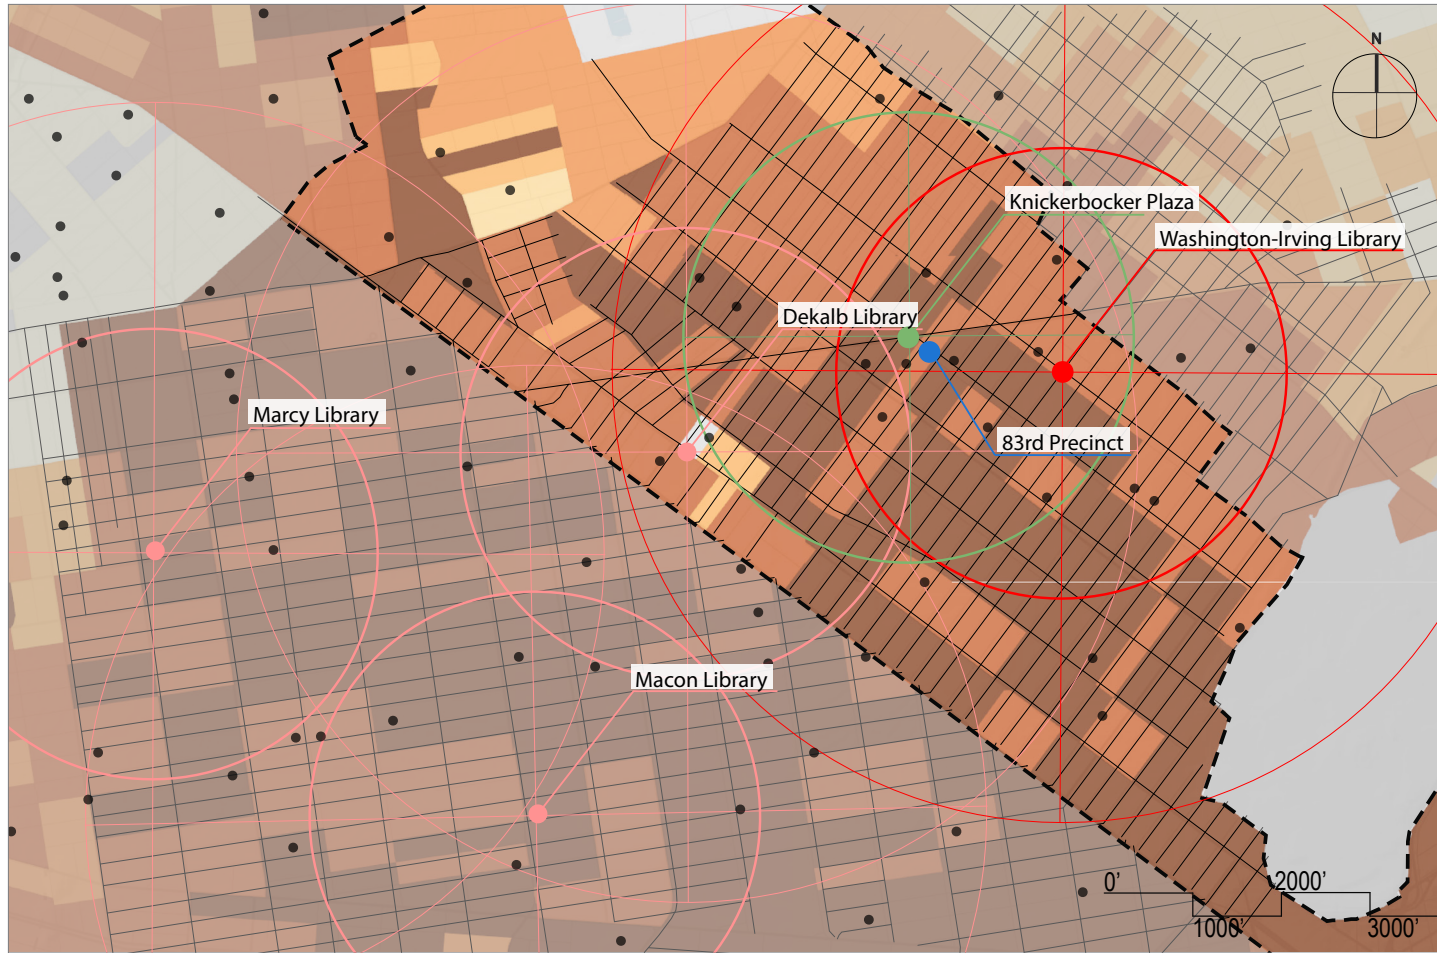 N
Knickerbocker Plaza
Washington-Irving Library
Dekalb Library
Marcy Library
83rd Precinct
Macon Library
0'
2000'
1000'
3000'